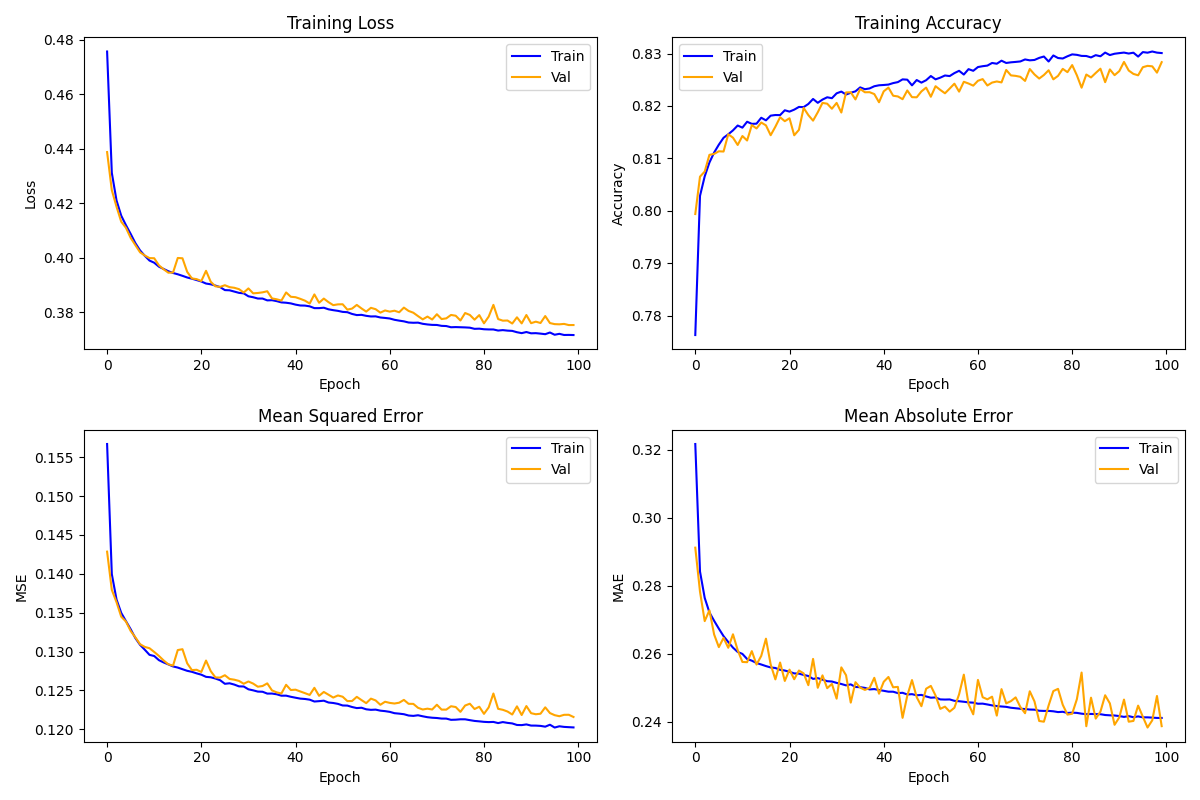 Training Loss
0.48
0.46
0.44
0.42
0.40
0.38
Loss
0 20 40 60 80 100
Epoch
Train
Val
Training Accuracy
0.83
0.82
0.81
0.80
0.79
0.78
Accuracy
0 20 40 60 80 100
Epoch
Train
Val
Mean Squared Error
0.155
0.150
0.145
0.140
0.135
0.130
0.125
0.120
MSE
0 20 40 60 80 100
Epoch
Train
Val
Mean Absolute Error
0.32
0.30
0.28
0.26
0.24
MAE
0 20 40 60 80 100
Epoch
Train
Val